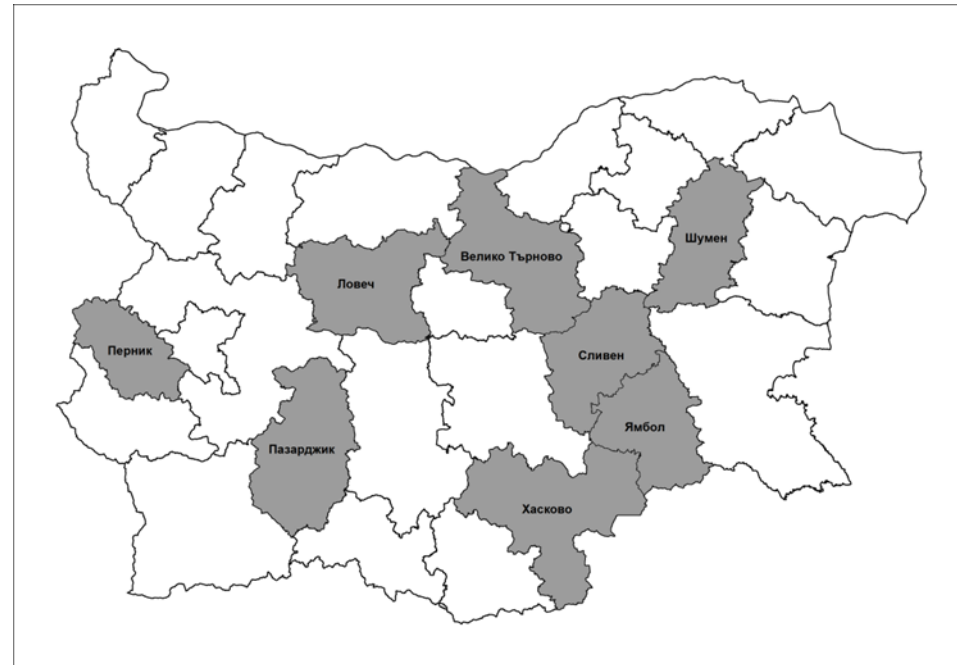 Шумен
Велико Търново
Ловеч
Перник
Сливен
Ямбол
Пазарджик
Хасково